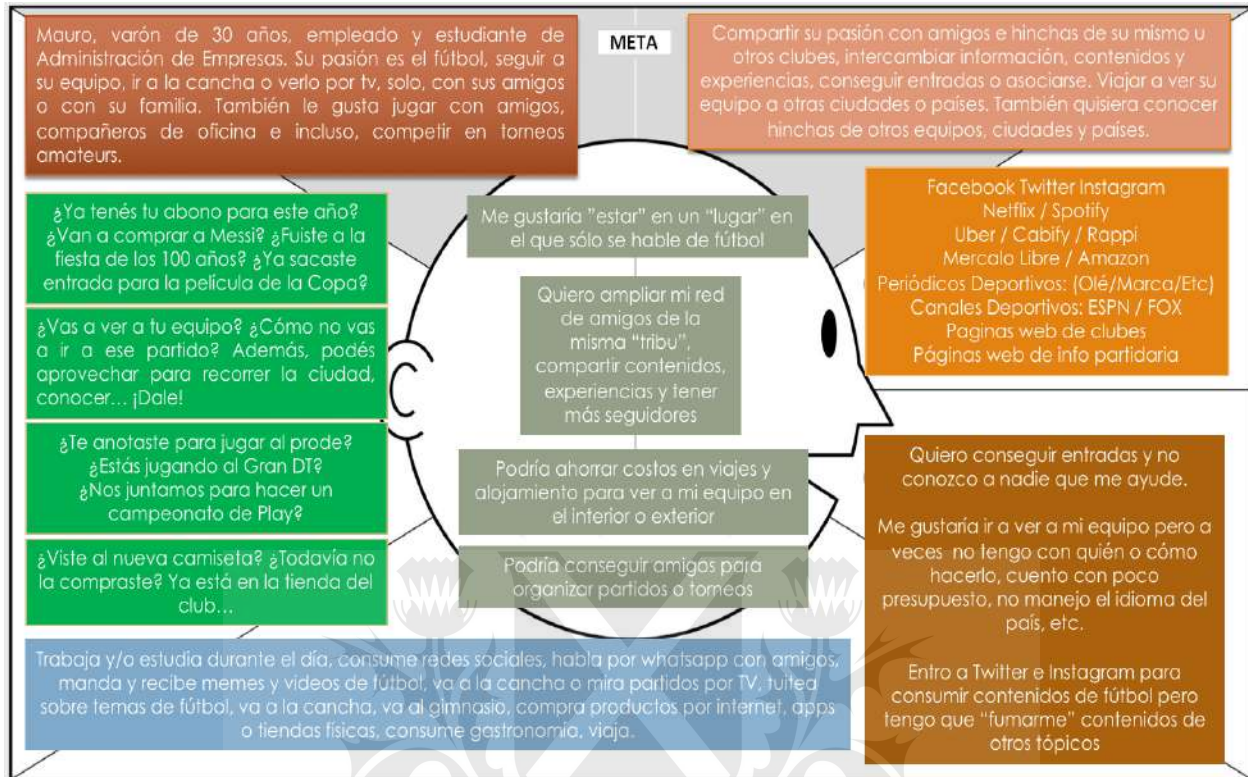 Mauro, varón de 30 años, empleado y estudiante de
Administración de Empresas. Su pasión es el fútbol, seguir a
su equipo, ir a la cancha o verlo por tv, solo, con sus amigos
o con su familia. También le gusta jugar con amigos,
compañeros de oficina e incluso, competir en torneos
amateurs.
META
Compartir su pasión con amigos e hinchas de su mismo u
otros clubes, intercambiar información, contenidos y
experiencias, conseguir entradas o asociarse. Viajar a ver su
equipo a otras ciudades o países. También quisiera conocer
hinchas de otros equipos, ciudades y países.
¿Ya tenés tu abono para este año?
¿Van a comprar a Messi? ¿Fuiste a la
fiesta de los 100 años? ¿Ya sacaste
entrada para la película de la Copa?
¿Vas a ver a tu equipo? ¿Cómo no vas
a ir a ese partido? Además, podés
aprovechar para recorrer la ciudad,
conocer... ¡Dale!
¿Te anotaste para jugar al prode?
¿Estás jugando al Gran DT?
¿Nos juntamos para hacer un
campeonato de Play?
¿Viste al nueva camiseta? ¿Todavía no
la compraste? Ya está en la tienda del
club...
Me gustaría "estar" en un "lugar" en
el que sólo se hable de fútbol
Quiero ampliar mi red
de amigos de la
misma "tribu",
compartir contenidos,
experiencias y tener
más seguidores
Podría ahorrar costos en viajes y
alojamiento para ver a mi equipo en
el interior o exterior
Podría conseguir amigos para
organizar partidos o torneos
Facebook Twitter Instagram
Netflix / Spotify
Uber / Cabify / Rappi
Mercalo Libre / Amazon
Periódicos Deportivos: (Olé/Marca/Etc)
Canales Deportivos: ESPN / FOX
Paginas web de clubes
Páginas web de info partidaria
Quiero conseguir entradas y no
conozco a nadie que me ayude.
Me gustaría ir a ver a mi equipo pero a
veces no tengo con quién o cómo
hacerlo, cuento con poco
presupuesto, no manejo el idioma del
país, etc.
Entro a Twitter e Instagram para
consumir contenidos de fútbol pero
tengo que "fumarme" contenidos de
otros tópicos
Trabaja y/o estudia durante el día, consume redes sociales, habla por whatsapp con amigos,
manda y recibe memes y videos de fútbol, va a la cancha o mira partidos por TV, tuitea
sobre temas de fútbol, va a la cancha, va al gimnasio, compra productos por internet, apps
o tiendas físicas, consume gastronomía, viaja.